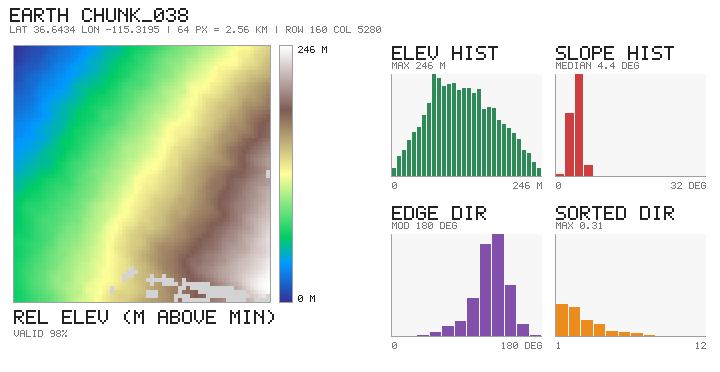 EARTH CHUNK_038
LAT 36.6434 LON -115.3195 | 64 PX = 2.56 KM | ROW 160 COL 5280
246 M
0 M
REL ELEV (M ABOVE MIN)
VALID 98%
ELEV HIST
MAX 246 M
0 246 M
SLOPE HIST
MEDIAN 4.4 DEG
0 32 DEG
EDGE DIR
MOD 180 DEG
0 180 DEG
SORTED DIR
MAX 0.31
1 12